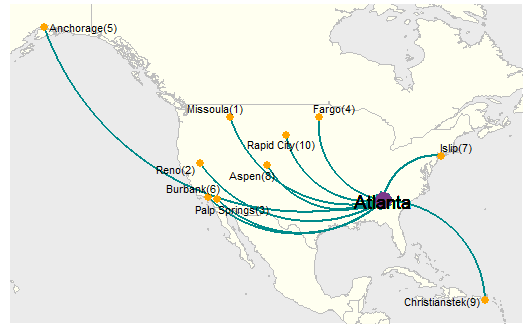 Anchorage(5)
Missoula(1)
Fargo(4)
Rapid City(10)
Islip(7)
Reno(2)
Aspen(8)
Burbank(6)
Palp Springs(3)
Atlanta
Christianstek(9)